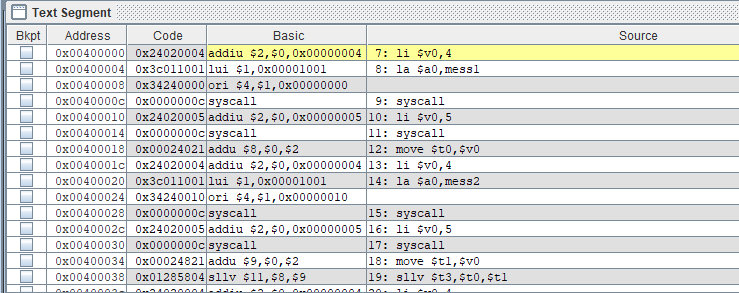 Text Segment
Bkpt Address Code Basic Source
0x00400000 0x24020004 addiu $2,$0,0x00000004 7: li $v0,4
0x00400004 0x3c011001 lui $1,0x00001001 8: la $a0,mess1
0x00400008 0x34240000 ori $4,$1,0x00000000
0x0040000c 0x0000000c syscall 9: syscall
0x00400010 0x24020005 addiu $2,$0,0x00000005 10: li $v0,5
0x00400014 0x0000000c syscall 11: syscall
0x00400018 0x00024021 addu $8,$0,$2 12: move $t0,$v0
0x0040001c 0x24020004 addiu $2,$0,0x00000004 13: li $v0,4
0x00400020 0x3c011001 lui $1,0x00001001 14: la $a0,mess2
0x00400024 0x34240010 ori $4,$1,0x00000010
0x00400028 0x0000000c syscall 15: syscall
0x0040002c 0x24020005 addiu $2,$0,0x00000005 16: li $v0,5
0x00400030 0x0000000c syscall 17: syscall
0x00400034 0x00024821 addu $9,$0,$2 18: move $t1,$v0
0x00400038 0x01285804 sllv $11,$8,$9 19: sllv $t3,$t0,$t1